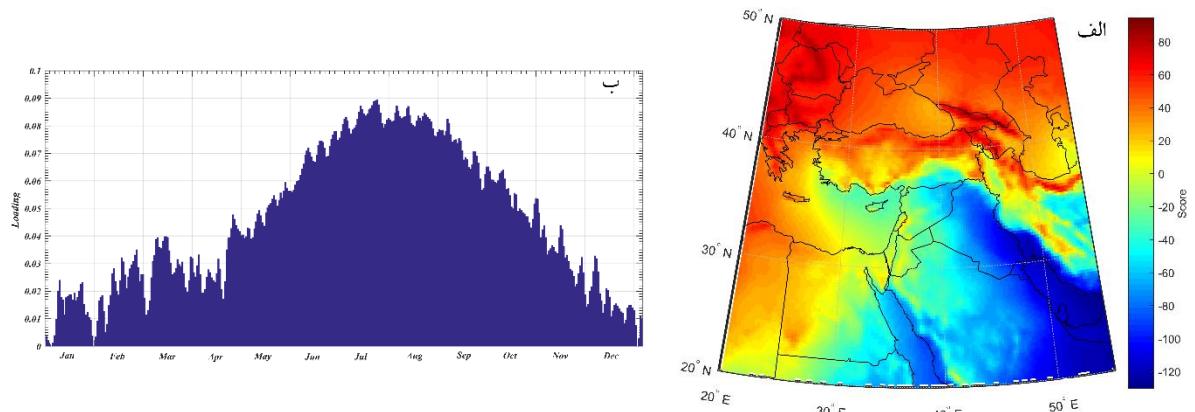 ب
0.1
0.09
0.08
0.07
0.06
0.05
0.04
0.03
0.02
0.01
0
Loading
Jan Feb Mar Apr May Jun Jul Aug Sep Oct Nov Dec
الف
50° N
40° N
30° N
20° N
20° E
30° E
40° E
50° E
80
60
40
20
0
-20
-40
-60
-80
-100
-120
Score